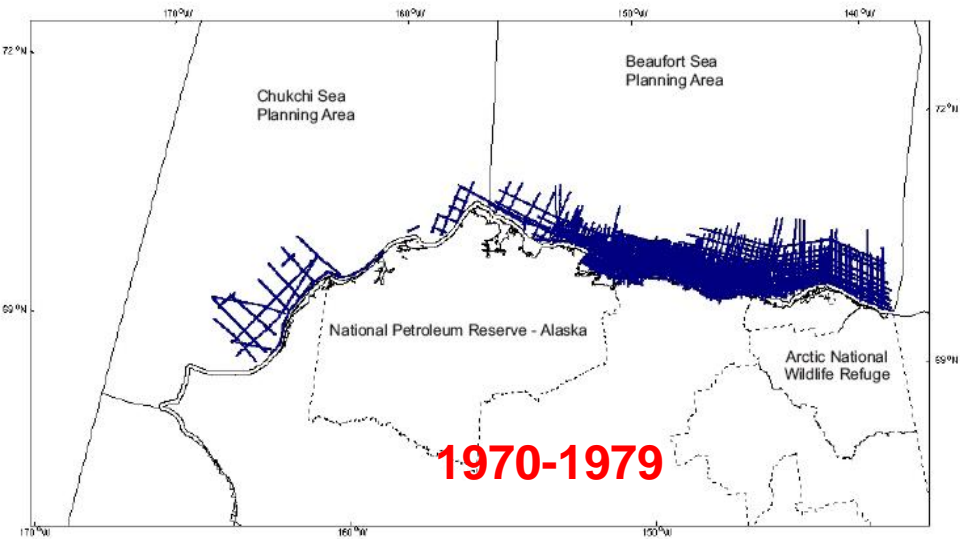 170 °W
160 °W
150 °W
140 °W
72 °N
Beaufort Sea
Planning Area
Chukchi Sea
Planning Area
72 °N
69 °N
National Petroleum Reserve - Alaska
Arctic National
Wildlife Refuge
69 °N
1970-1979
170 °W
160 °W
150 °W
140 °W